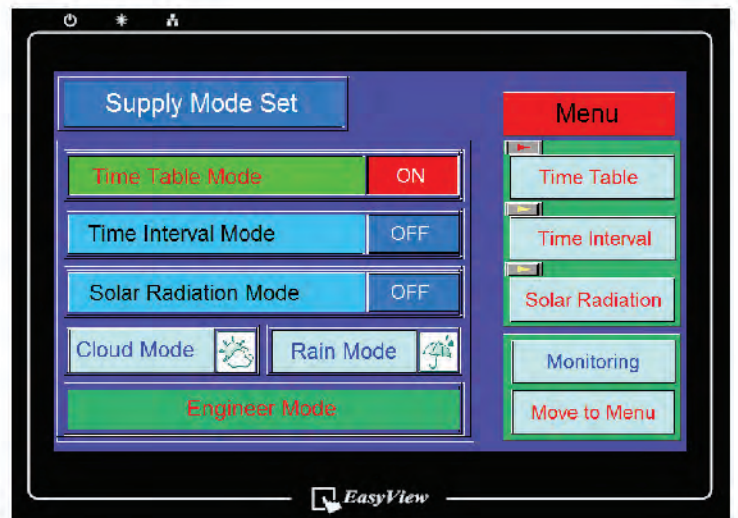 Supply Mode Set
Menu
Time Table Mode ON
Time Table
Time Interval Mode OFF
Time Interval
Solar Radiation Mode OFF
Solar Radiation
Cloud Mode
Rain Mode
Monitoring
Engineer Mode
Move to Menu
EasyView